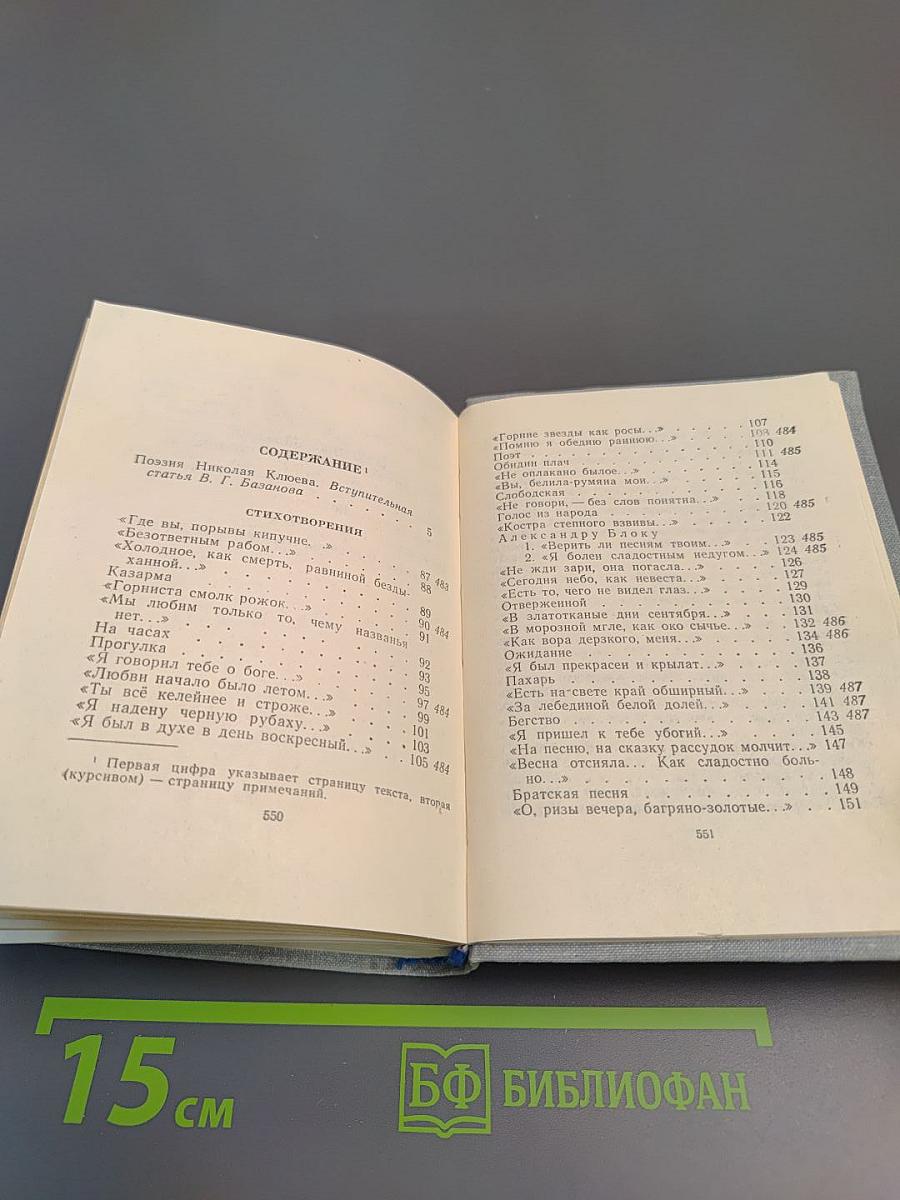 СОДЕРЖАНИЕ¹
Поэзия Николая Клюева. Вступительная
статья В. Г. Базанова . . . . . . 5
СТИХОТВОРЕНИЯ
«Где вы, порывы кипучие. . .» . . . . 87 483
«Безответным рабом. . .» . . . . . 88
«Холодное, как смерть, равниной безды-
ханной. . .» . . . . . . . 89
Казарма . . . . . . . . 90 484
«Горниста смолк рожок. . .» . . . . 91
«Мы любим только то, чему названья
нет. . .» . . . . . . . . 92
На часах . . . . . . . . 93
Прогулка . . . . . . . . 95
«Я говорил тебе о боге. . .» . . . . 97 484
«Любви начало было летом. . .» . . . 99
«Ты всё келейнее и строже. . .» . . . 101
«Я надену черную рубаху. . .» . . . 103
«Я был в духе в день воскресный. . .» . . 105 484
¹ Первая цифра указывает страницу текста, вторая
(курсивом) — страницу примечаний.
550
«Горние звезды как росы. . .» . . . . 107
«Помню я обедню раннюю. . .» . . . . 108 484
Поэт . . . . . . . . . 110
Обидин плач . . . . . . . 111 485
«Не оплакано былое. . .» . . . . . 114
«Вы, белила-румяна мои. . .» . . . . 115
Слободская . . . . . . . . 116
«Не говори, — без слов понятна. . .» . . 118
Голос из народа . . . . . . . 120 485
«Костра степного взвивы. . .» . . . . 122
Александру Блоку
1. «Верить ли песням твоим. . .» . . 123 485
2. «Я болен сладостным недугом. . .» 124 485
«Не жди зари, она погасла. . .» . . . 126
«Сегодня небо, как невеста. . .» . . . 127
«Есть то, чего не видел глаз. . .» . . . 129
Отверженной . . . . . . . . 130
«В златотканые дни сентября. . .» . . . 131
«В морозной мгле, как око сычье. . .» . . 132 486
«Как вора дерзкого, меня. . .» . . . . 134 486
Ожидание . . . . . . . . 136
«Я был прекрасен и крылат. . .» . . . 137
Пахарь . . . . . . . . . 138
«Есть на свете край обширный. . .» . . . 139 487
«За лебединой белой долей. . .» . . . 141 487
Бегство . . . . . . . . . 143 487
«Я пришел к тебе убогий. . .» . . . . 145
«На песню, на сказку рассудок молчит. . .» 147
«Весна отсияла. . . Как сладостно боль-
но. . .» . . . . . . . . 148
Братская песня . . . . . . . 149
«О, ризы вечера, багряно-золотые. . .» . . 151
551
15 см
БФ БИБЛИОФАН